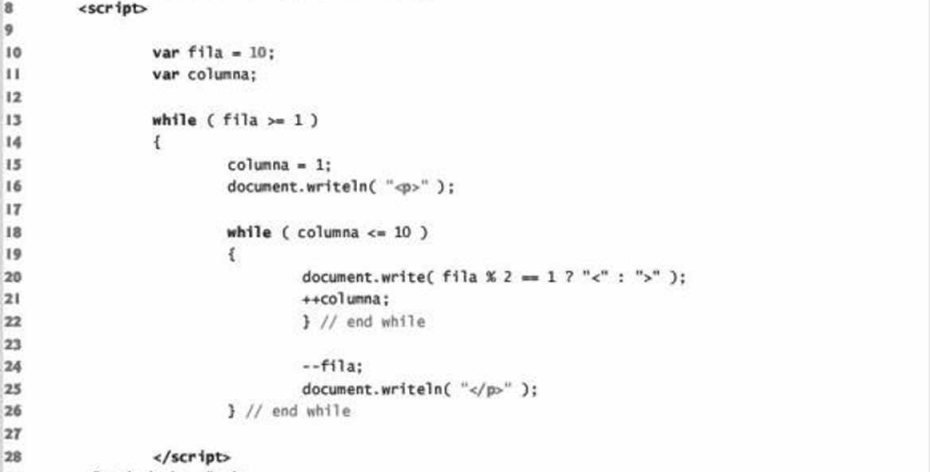 8 <script>
9
10 var fila = 10;
11 var columna;
12
13 while ( fila >= 1 )
14 {
15 columna = 1;
16 document.writeln( "<p>" );
17
18 while ( columna <= 10 )
19 {
20 document.write( fila % 2 == 1 ? "<" : ">" );
21 ++columna;
22 } // end while
23
24 --fila;
25 document.writeln( "</p>" );
26 } // end while
27
28 </script>